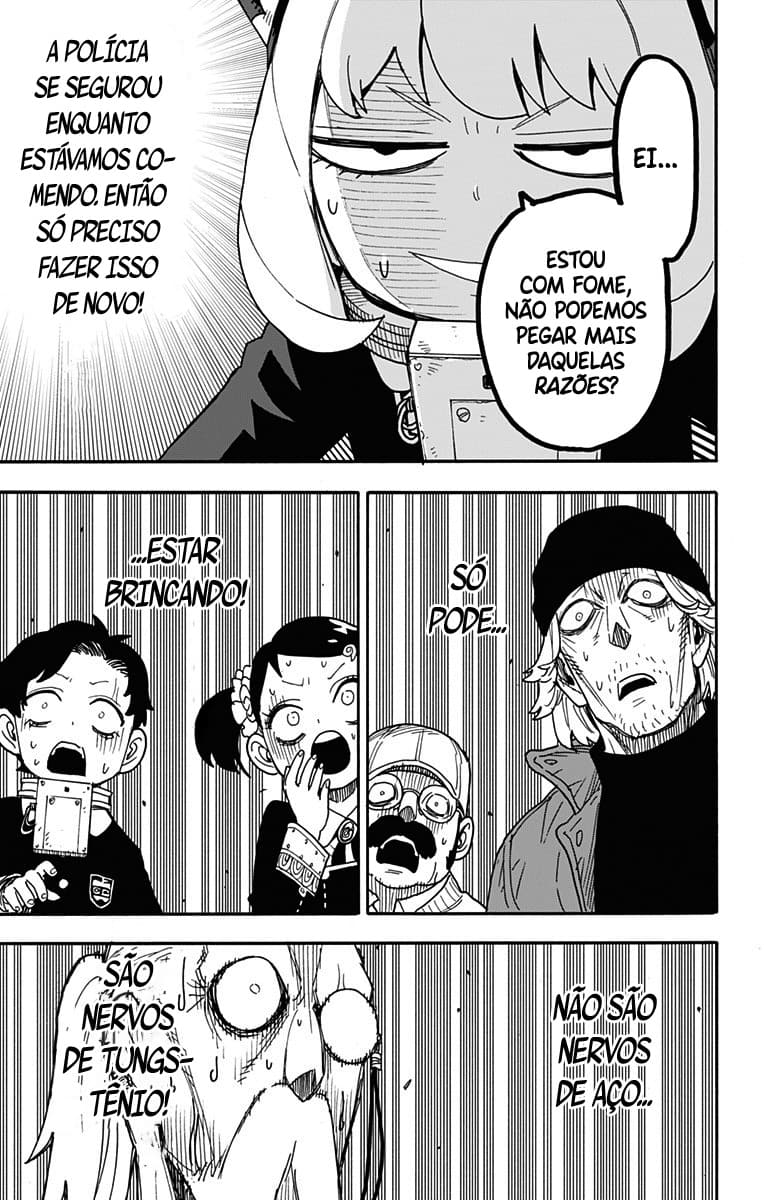 EI...
ESTOU
COM FOME,
NÃO PODEMOS
PEGAR MAIS
DAQUELAS
RAZÕES?
A POLÍCIA
SE SEGUROU
ENQUANTO
ESTÁVAMOS CO-
MENDO. ENTÃO
SÓ PRECISO
FAZER ISSO
DE NOVO!
SÓ
PODE...
...ESTAR
BRINCANDO!
NÃO SÃO
NERVOS
DE AÇO...
SÃO
NERVOS
DE TUNGS-
TÊNIO!